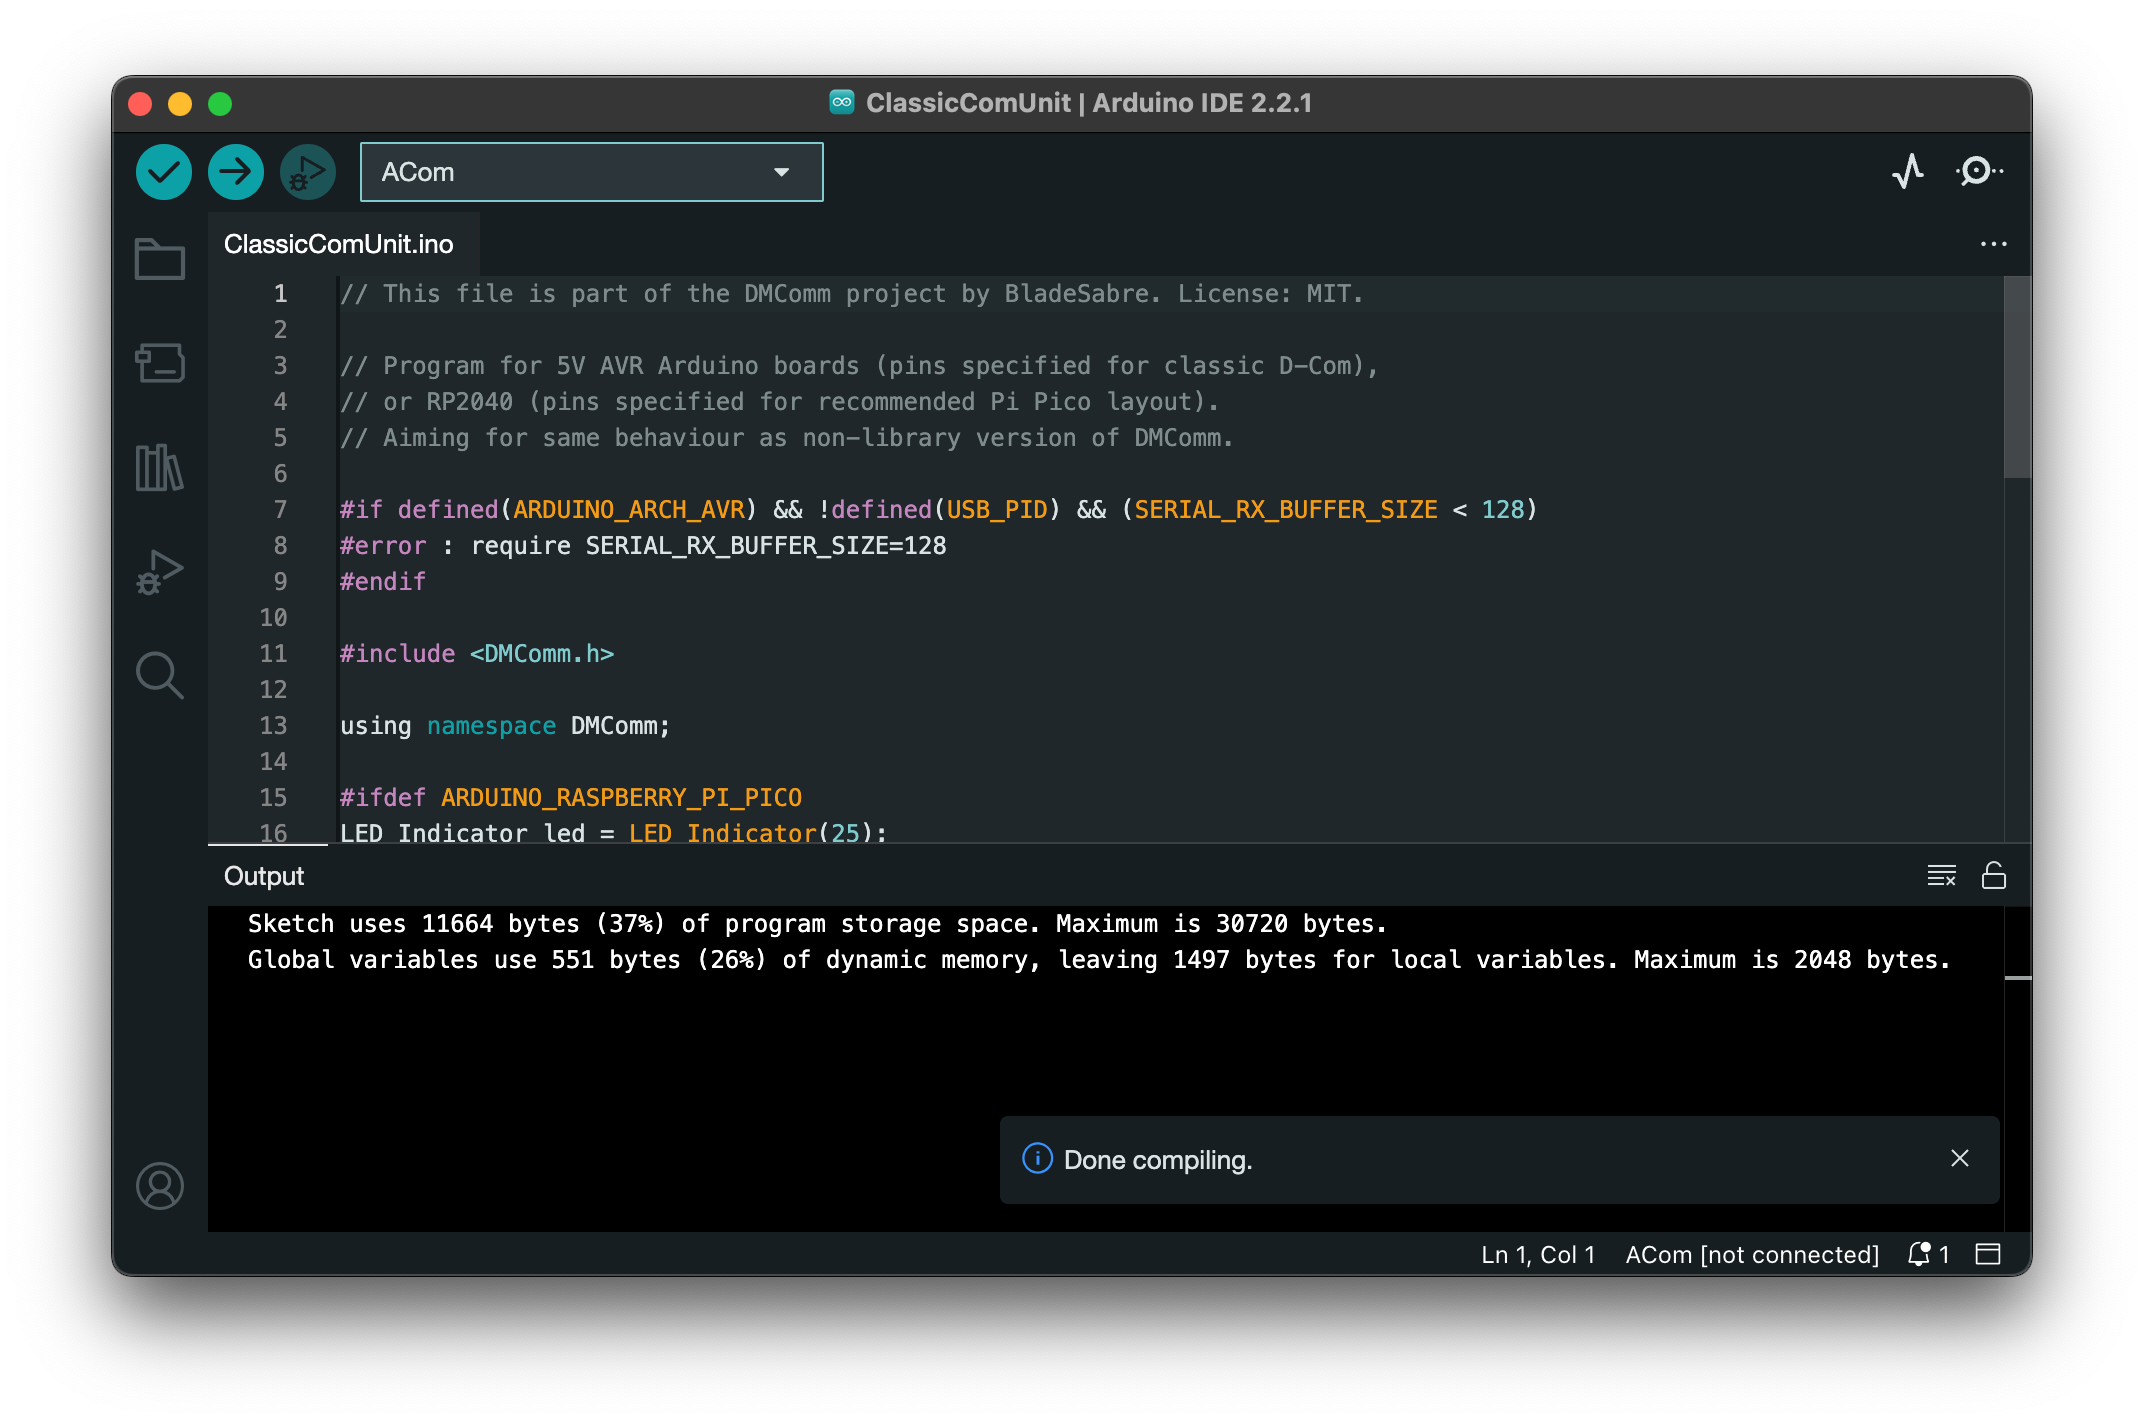 ClassicComUnit | Arduino IDE 2.2.1
ACom
ClassicComUnit.ino
1 // This file is part of the DMComm project by BladeSabre. License: MIT.
2
3 // Program for 5V AVR Arduino boards (pins specified for classic D-Com),
4 // or RP2040 (pins specified for recommended Pi Pico layout).
5 // Aiming for same behaviour as non-library version of DMComm.
6
7 #if defined(ARDUINO_ARCH_AVR) && !defined(USB_PID) && (SERIAL_RX_BUFFER_SIZE < 128)
8 #error : require SERIAL_RX_BUFFER_SIZE=128
9 #endif
10
11 #include <DMComm.h>
12
13 using namespace DMComm;
14
15 #ifdef ARDUINO_RASPBERRY_PI_PICO
16 LED_Indicator led = LED_Indicator(25);
Output
Sketch uses 11664 bytes (37%) of program storage space. Maximum is 30720 bytes.
Global variables use 551 bytes (26%) of dynamic memory, leaving 1497 bytes for local variables. Maximum is 2048 bytes.
Done compiling.
Ln 1, Col 1 ACom [not connected] 1